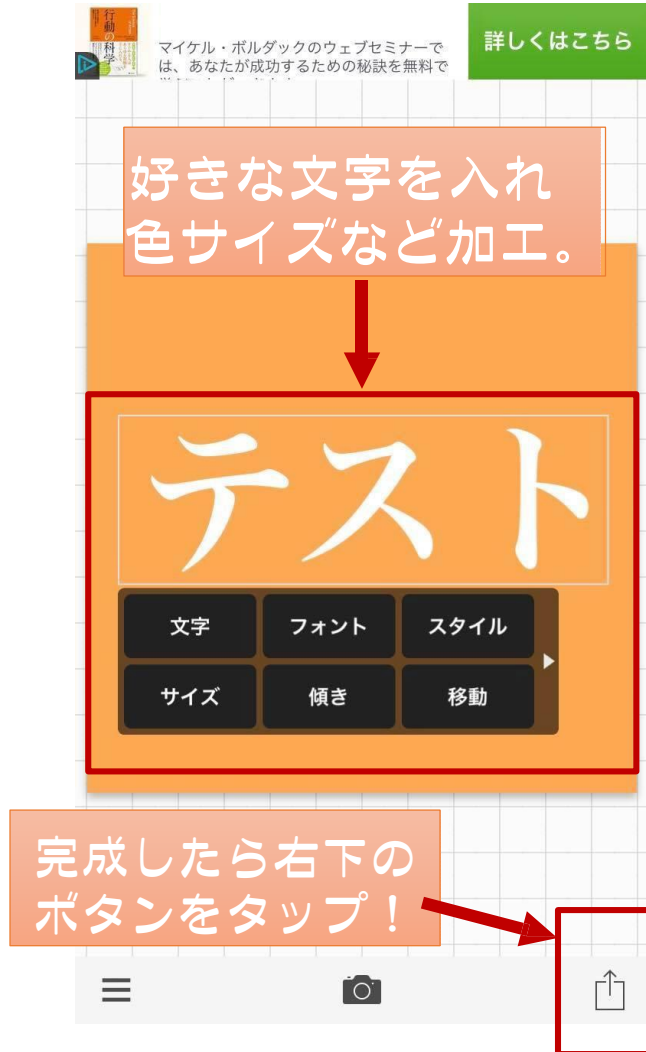 行動の科学
マイケル・ボルダックのウェブセミナーで
は、あなたが成功するための秘訣を無料で
詳しくはこちら
好きな文字を入れ
色サイズなど加工。
テスト
文字
フォント
スタイル
サイズ
傾き
移動
完成したら右下の
ボタンをタップ！